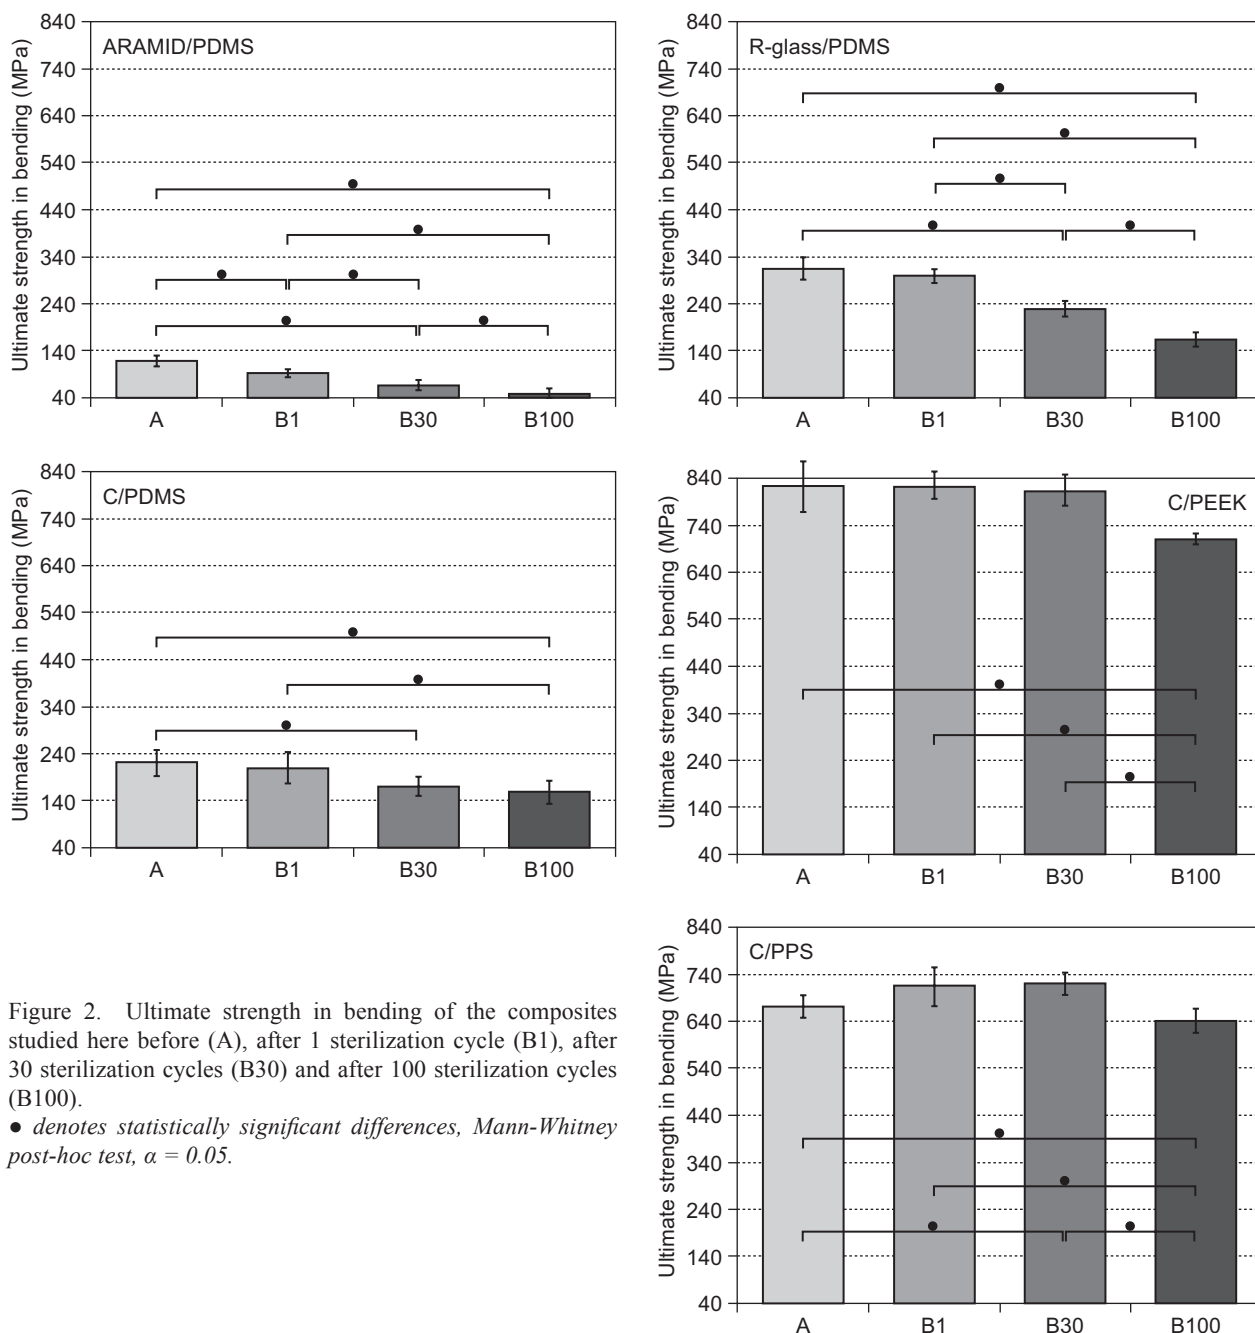 Ultimate strength in bending (MPa)
840
740
640
540
440
340
240
140
40
ARAMID/PDMS
A B1 B30 B100
Ultimate strength in bending (MPa)
840
740
640
540
440
340
240
140
40
R-glass/PDMS
A B1 B30 B100
Ultimate strength in bending (MPa)
840
740
640
540
440
340
240
140
40
C/PDMS
A B1 B30 B100
Ultimate strength in bending (MPa)
840
740
640
540
440
340
240
140
40
C/PEEK
A B1 B30 B100
Ultimate strength in bending (MPa)
840
740
640
540
440
340
240
140
40
C/PPS
A B1 B30 B100
Figure 2. Ultimate strength in bending of the composites
studied here before (A), after 1 sterilization cycle (B1), after
30 sterilization cycles (B30) and after 100 sterilization cycles
(B100).
● denotes statistically significant differences, Mann-Whitney
post-hoc test, α = 0.05.